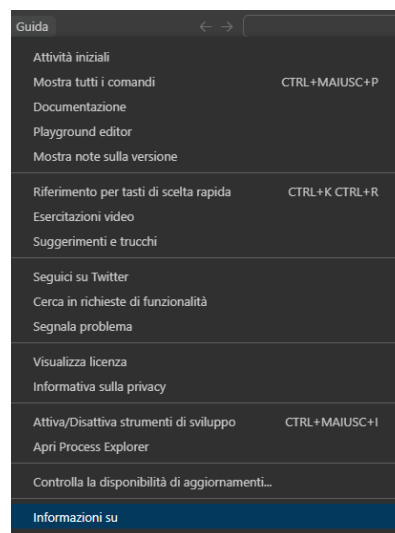 Guida
Attività iniziali
Mostra tutti i comandi CTRL+MAIUSC+P
Documentazione
Playground editor
Mostra note sulla versione
Riferimento per tasti di scelta rapida CTRL+K CTRL+R
Esercitazioni video
Suggerimenti e trucchi
Seguici su Twitter
Cerca in richieste di funzionalità
Segnala problema
Visualizza licenza
Informativa sulla privacy
Attiva/Disattiva strumenti di sviluppo CTRL+MAIUSC+I
Apri Process Explorer
Controlla la disponibilità di aggiornamenti...
Informazioni su